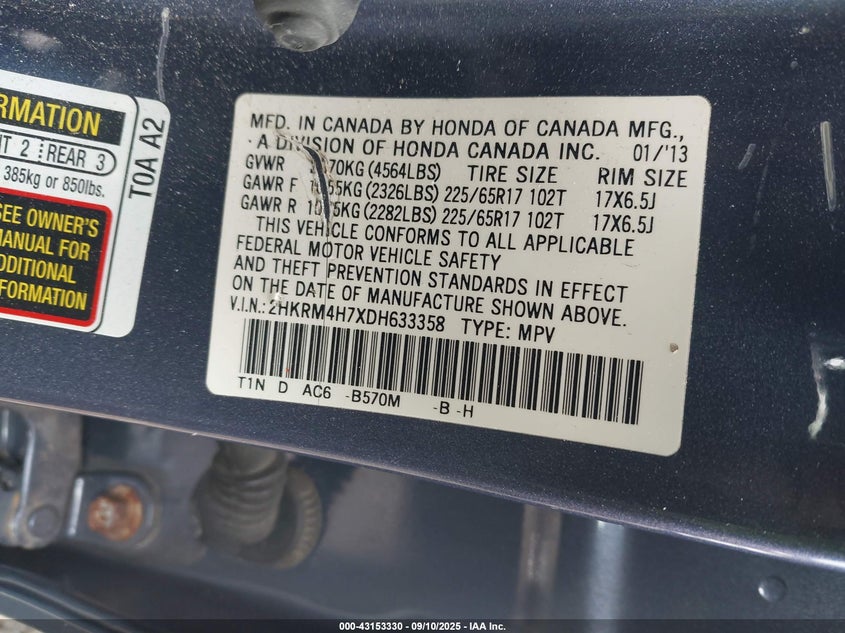 RMATION
T 2 REAR 3
385kg or 850lbs.
SEE OWNER'S
MANUAL FOR
DDITIONAL
FORMATION
T0A A2
MFD. IN CANADA BY HONDA OF CANADA MFG.,
A DIVISION OF HONDA CANADA INC. 01/'13
GVWR 70KG(4564LBS) TIRE SIZE RIM SIZE
GAWR F 55KG(2326LBS) 225/65R17 102T 17X6.5J
GAWR R 5KG(2282LBS) 225/65R17 102T 17X6.5J
THIS VEHICLE CONFORMS TO ALL APPLICABLE
FEDERAL MOTOR VEHICLE SAFETY
AND THEFT PREVENTION STANDARDS IN EFFECT
ON THE DATE OF MANUFACTURE SHOWN ABOVE.
V.I.N.:2HKRM4H7XDH633358 TYPE: MPV
T1N D AC6 -B570M -B -H
000-43153330 - 09/10/2025 - IAA Inc.